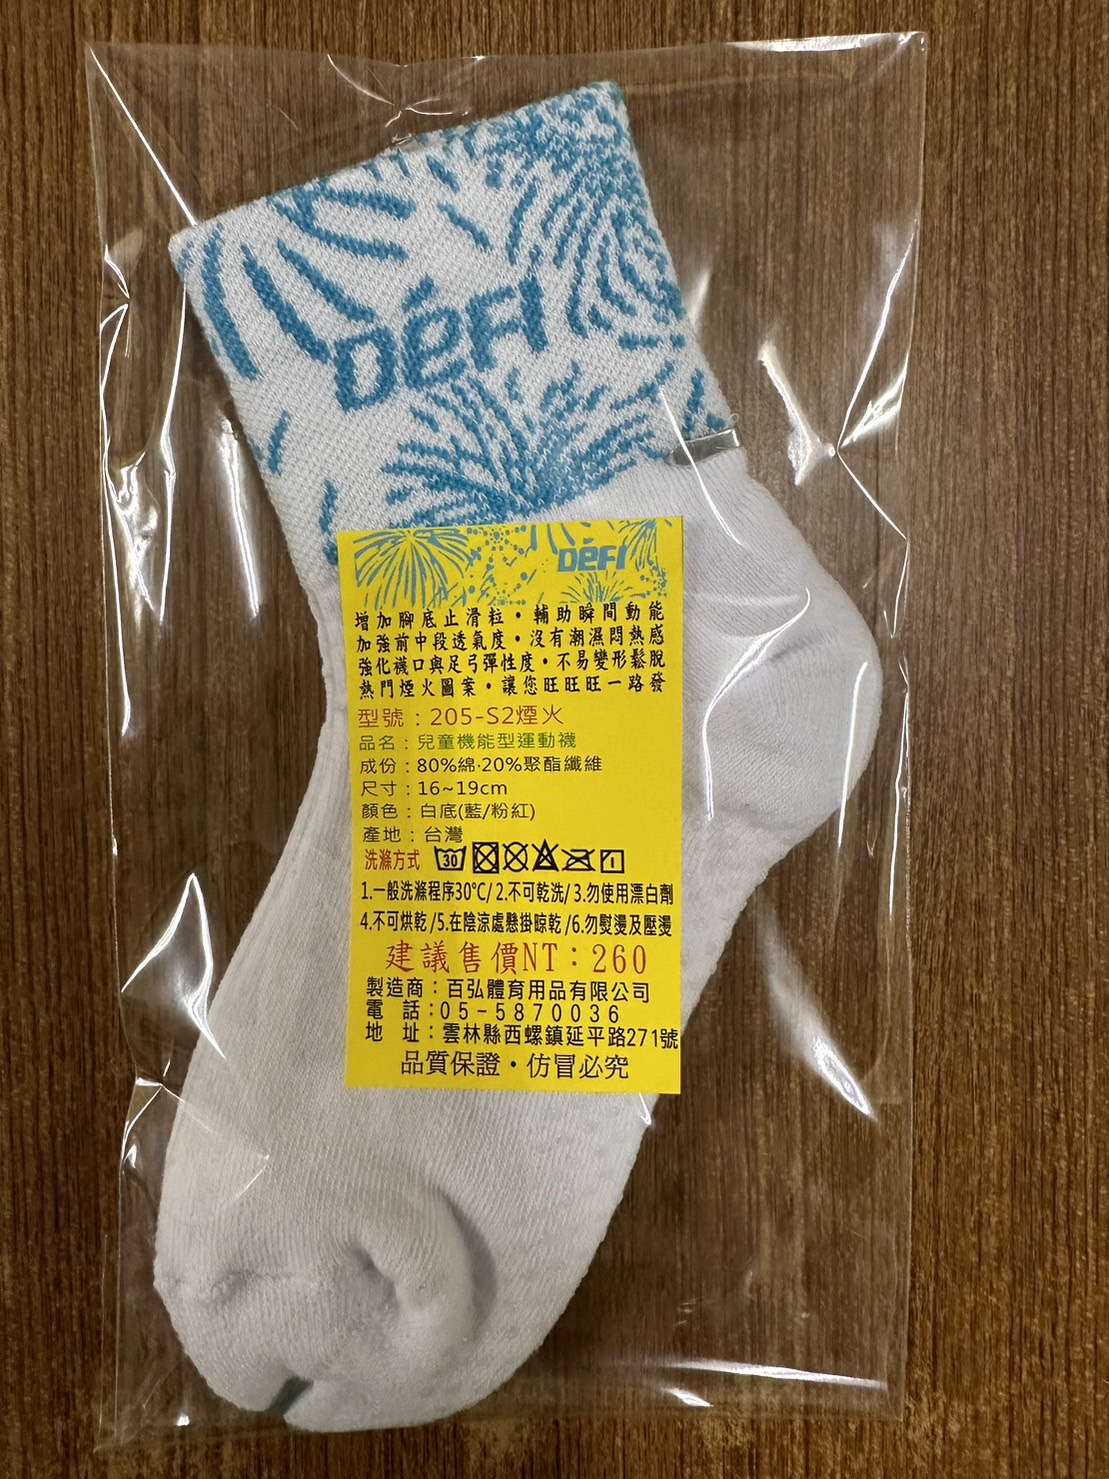 DéFI
DéFI
增加腳底止滑粒・輔助瞬間動能
加強前中段透氣度・沒有潮濕悶熱感
強化襪口與足弓彈性度・不易變形鬆脫
熱門煙火圖案・讓您旺旺旺一路發
型號：205-S2煙火
品名：兒童機能型運動襪
成份：80%綿·20%聚酯纖維
尺寸：16~19cm
顏色：白底(藍/粉紅)
產地：台灣
洗滌方式 30
1.一般洗滌程序30℃/ 2.不可乾洗/ 3.勿使用漂白劑
4.不可烘乾 /5.在陰涼處懸掛晾乾 /6.勿熨燙及壓燙
建議售價NT：260
製造商：百弘體育用品有限公司
電　話:05-5870036
地　址：雲林縣西螺鎮延平路271號
品質保證・仿冒必究